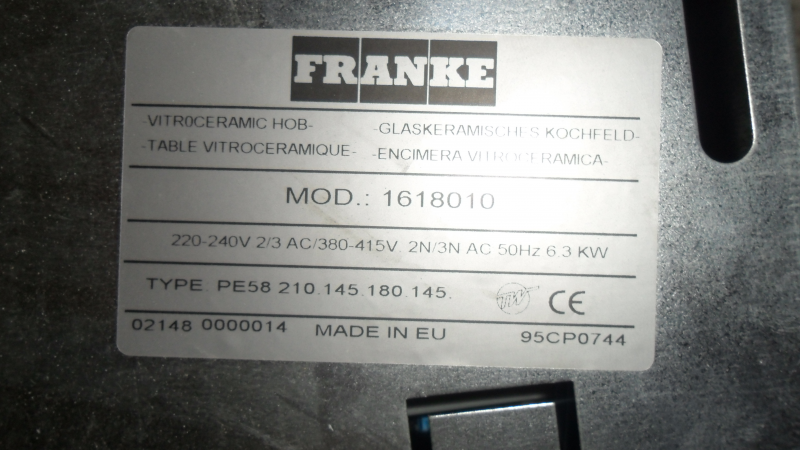 FRANKE
-VITROCERAMIC HOB- -GLASKERAMISCHES KOCHFELD-
-TABLE VITROCERAMIQUE- -ENCIMERA VITROCERAMICA-
MOD.: 1618010
220-240V 2/3 AC/380-415V. 2N/3N AC 50Hz 6.3 KW
TYPE PE58 210.145.180.145. CE
02148 0000014 MADE IN EU 95CP0744